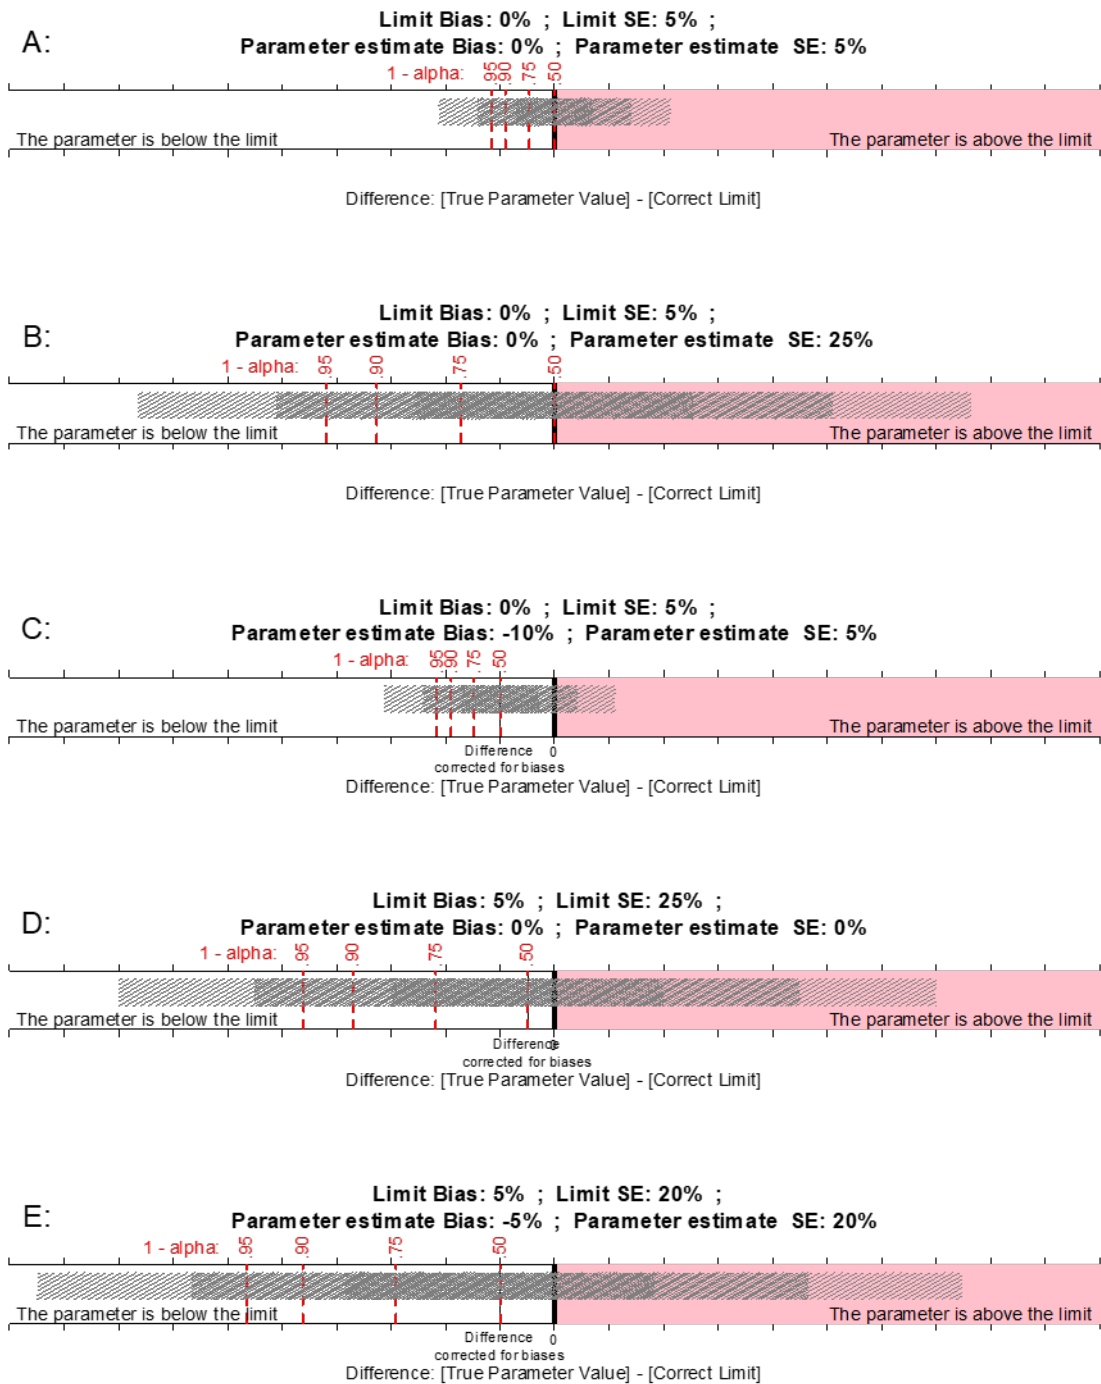 A:
Limit Bias: 0% ; Limit SE: 5% ;
Parameter estimate Bias: 0% ; Parameter estimate SE: 5%
1 - alpha: .95 .90 .75 .50
The parameter is below the limit The parameter is above the limit
Difference: [True Parameter Value] - [Correct Limit]
B:
Limit Bias: 0% ; Limit SE: 5% ;
Parameter estimate Bias: 0% ; Parameter estimate SE: 25%
1 - alpha: .95 .90 .75 .50
The parameter is below the limit The parameter is above the limit
Difference: [True Parameter Value] - [Correct Limit]
C:
Limit Bias: 0% ; Limit SE: 5% ;
Parameter estimate Bias: -10% ; Parameter estimate SE: 5%
1 - alpha: .95 .90 .75 .50
The parameter is below the limit The parameter is above the limit
Difference 0
corrected for biases
Difference: [True Parameter Value] - [Correct Limit]
D:
Limit Bias: 5% ; Limit SE: 25% ;
Parameter estimate Bias: 0% ; Parameter estimate SE: 0%
1 - alpha: .95 .90 .75 .50
The parameter is below the limit The parameter is above the limit
Difference 0
corrected for biases
Difference: [True Parameter Value] - [Correct Limit]
E:
Limit Bias: 5% ; Limit SE: 20% ;
Parameter estimate Bias: -5% ; Parameter estimate SE: 20%
1 - alpha: .95 .90 .75 .50
The parameter is below the limit The parameter is above the limit
Difference 0
corrected for biases
Difference: [True Parameter Value] - [Correct Limit]